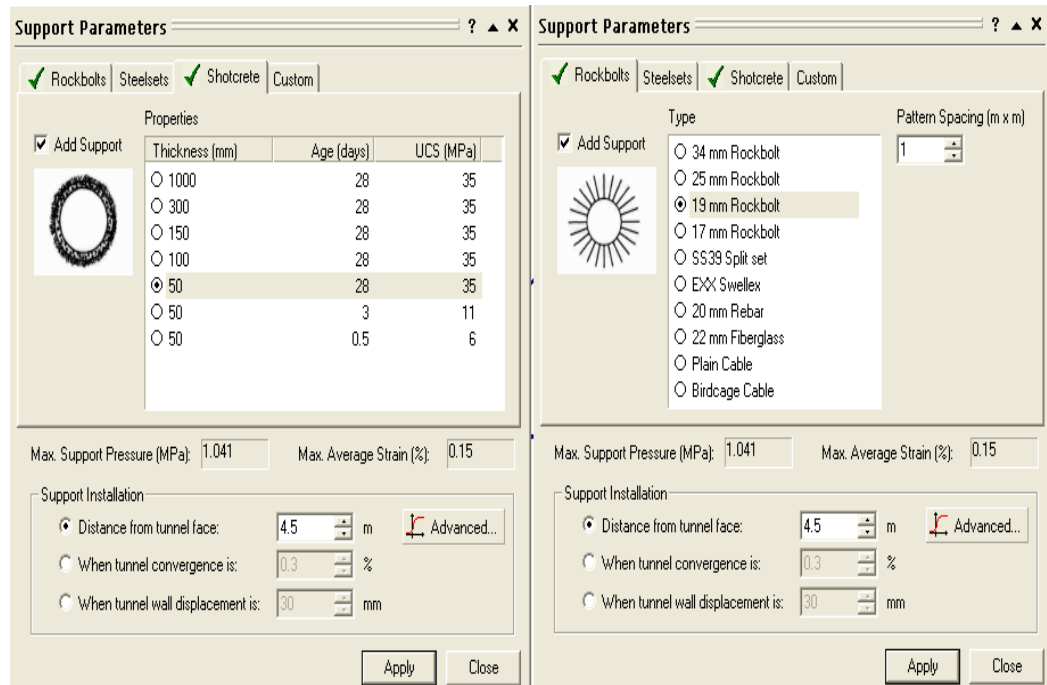 Support Parameters ? ▲ X
Rockbolts Steelsets Shotcrete Custom
Properties
Add Support
Thickness (mm) Age (days) UCS (MPa)
1000 28 35
300 28 35
150 28 35
100 28 35
50 28 35
50 3 11
50 0.5 6
Max. Support Pressure (MPa): 1.041 Max. Average Strain (%): 0.15
Support Installation
Distance from tunnel face: 4.5 m Advanced...
When tunnel convergence is: 0.3 %
When tunnel wall displacement is: 30 mm
Apply Close
Support Parameters ? ▲ X
Rockbolts Steelsets Shotcrete Custom
Type Pattern Spacing (m x m)
Add Support 1
34 mm Rockbolt
25 mm Rockbolt
19 mm Rockbolt
17 mm Rockbolt
SS39 Split set
EXX Swellex
20 mm Rebar
22 mm Fiberglass
Plain Cable
Birdcage Cable
Max. Support Pressure (MPa): 1.041 Max. Average Strain (%): 0.15
Support Installation
Distance from tunnel face: 4.5 m Advanced...
When tunnel convergence is: 0.3 %
When tunnel wall displacement is: 30 mm
Apply Close